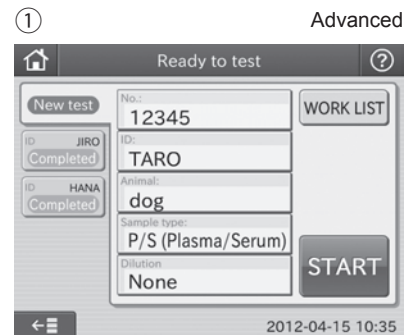 ① Advanced
Ready to test ?
New test
ID JIRO
Completed
ID HANA
Completed
No.:
12345
ID:
TARO
Animal:
dog
Sample type:
P/S (Plasma/Serum)
Dilution
None
WORK LIST
START
2012-04-15 10:35